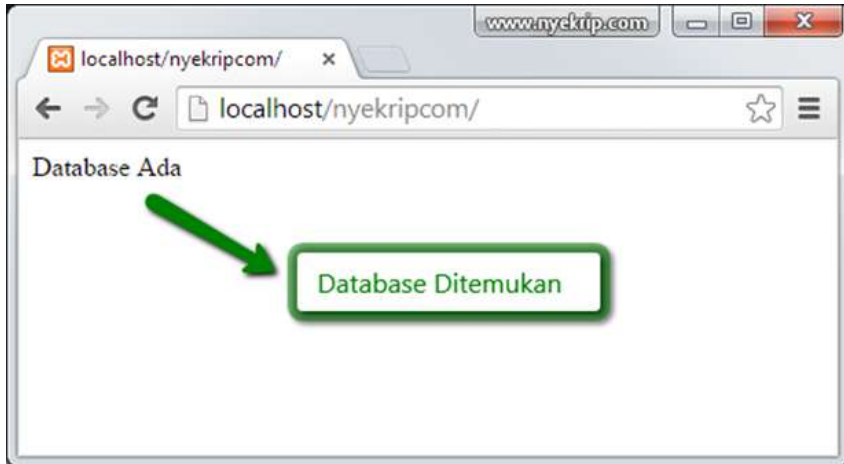 www.nyekrip.com
localhost/nyekripcom/
localhost/nyekripcom/
Database Ada
Database Ditemukan